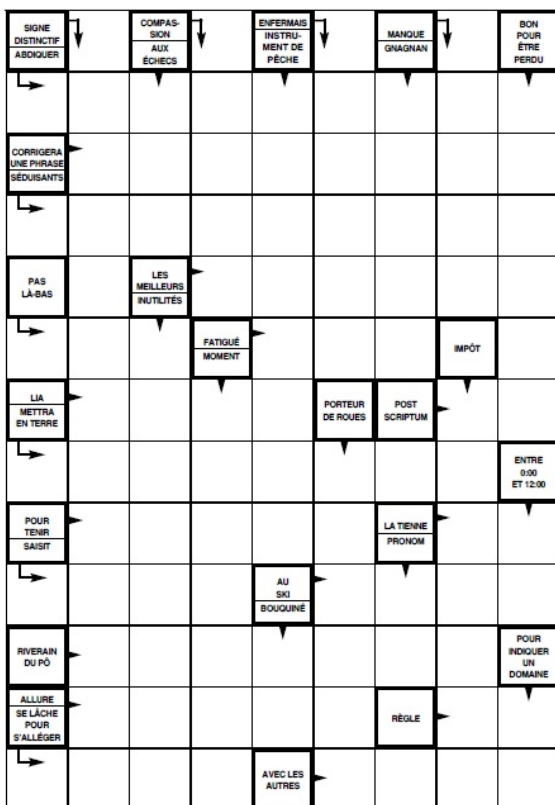 SIGNE
DISTINCTIF
ABDIQUER
COMPAS-
SION
AUX
ÉCHECS
ENFERMAIS
INSTRU-
MENT DE
PÊCHE
MANQUE
GNAGNAN
BON
POUR
ÊTRE
PERDU
CORRIGERA
UNE PHRASE
SÉDUISANTS
PAS
LÀ-BAS
LES
MEILLEURS
INUTILITÉS
FATIGUÉ
MOMENT
IMPÔT
LIA
METTRA
EN TERRE
PORTEUR
DE ROUES
POST
SCRIPTUM
ENTRE
0:00
ET 12:00
POUR
TENIR
SAISIT
LA TIENNE
PRONOM
AU
SKI
BOUQUINÉ
RIVERAIN
DU PÔ
POUR
INDIQUER
UN
DOMAINE
ALLURE
SE LÂCHE
POUR
S'ALLÉGER
RÈGLE
AVEC LES
AUTRES